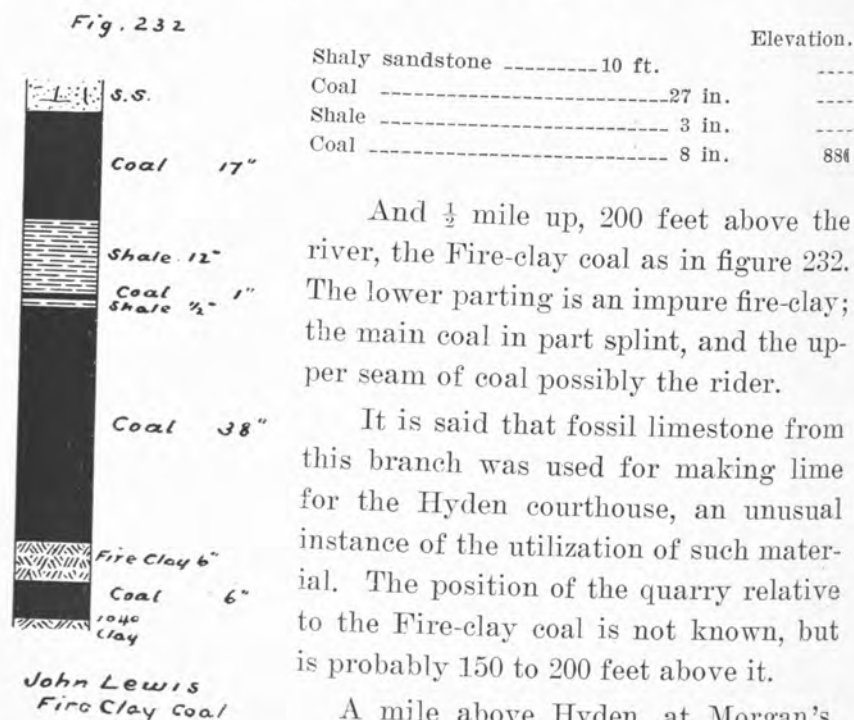 Fig. 232
S.S.
Coal 17"
Shale 12"
Coal 1"
Shale ½"
Coal 38"
Fire Clay 6"
Coal 6"
1040
Clay
John Lewis
Fire Clay Coal
Elevation.
Shaly sandstone ---------10 ft. ----
Coal ----------------------------27 in. ----
Shale ---------------------------- 3 in. ----
Coal ---------------------------- 8 in.
And ½ mile up, 200 feet above the
river, the Fire-clay coal as in figure 232.
The lower parting is an impure fire-clay;
the main coal in part splint, and the up-
per seam of coal possibly the rider.
It is said that fossil limestone from
this branch was used for making lime
for the Hyden courthouse, an unusual
instance of the utilization of such mater-
ial. The position of the quarry relative
to the Fire-clay coal is not known, but
is probably 150 to 200 feet above it.
A mile above Hyden, at Morgan's